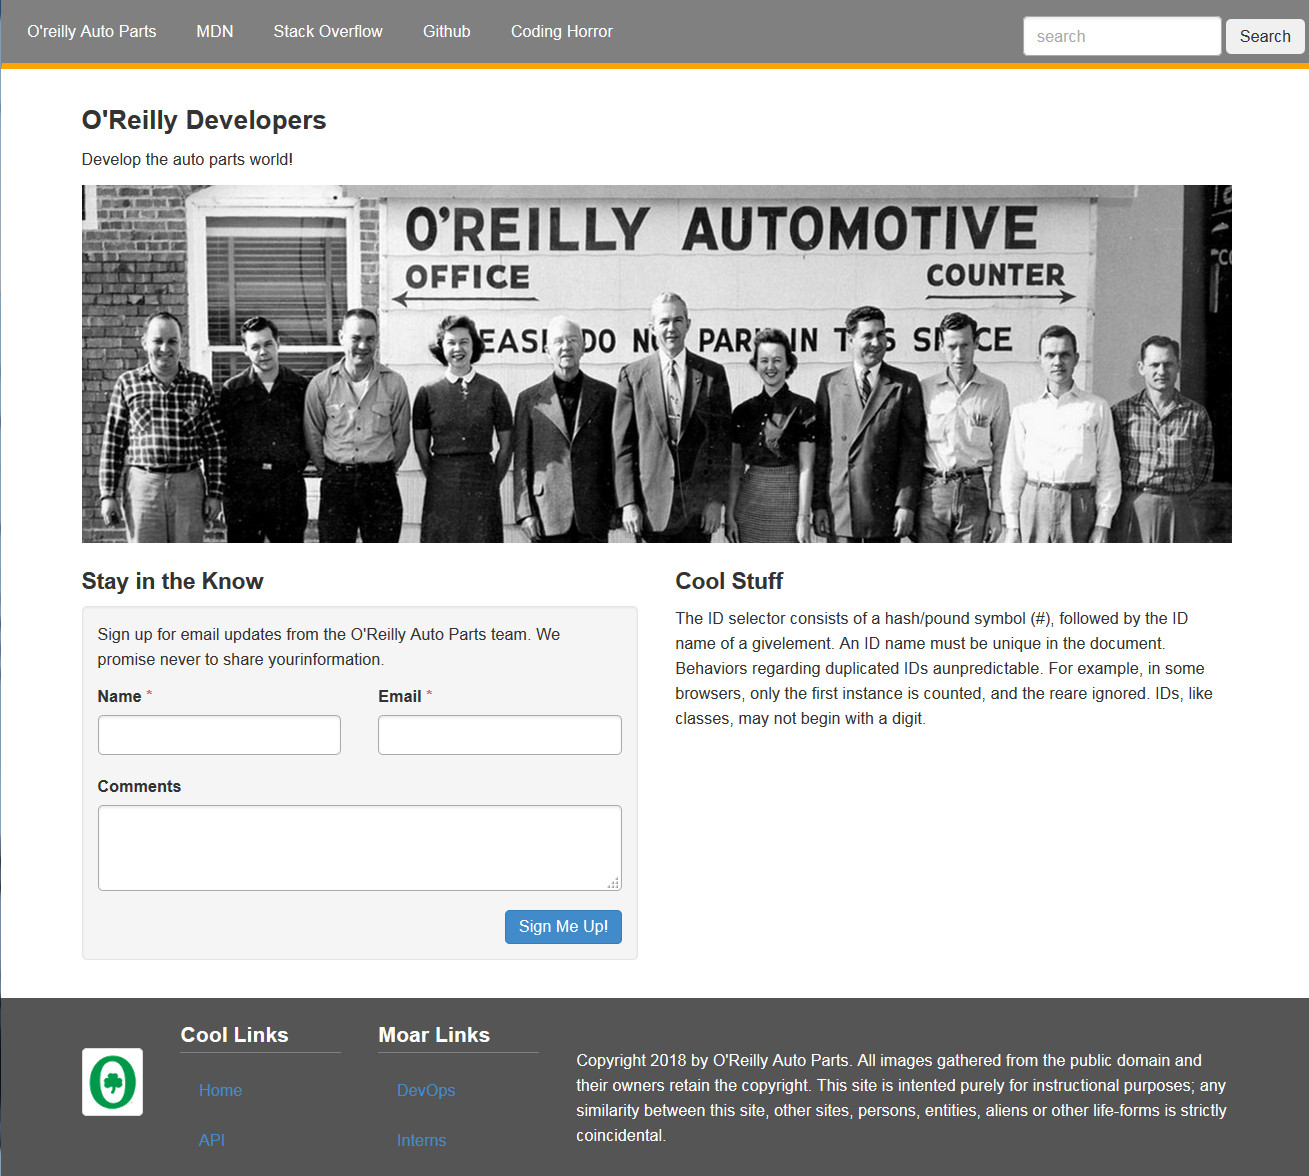 O'reilly Auto Parts MDN Stack Overflow Github Coding Horror search Search
O'Reilly Developers
Develop the auto parts world!
O'REILLY AUTOMOTIVE
OFFICE
COUNTER
DO
IN
Stay in the Know
Sign up for email updates from the O'Reilly Auto Parts team. We
promise never to share yourinformation.
Name *
Email *
Comments
Sign Me Up!
Cool Stuff
The ID selector consists of a hash/pound symbol (#), followed by the ID
name of a givelement. An ID name must be unique in the document.
Behaviors regarding duplicated IDs aunpredictable. For example, in some
browsers, only the first instance is counted, and the reare ignored. IDs, like
classes, may not begin with a digit.
Cool Links
Home
API
Moar Links
DevOps
Interns
Copyright 2018 by O'Reilly Auto Parts. All images gathered from the public domain and
their owners retain the copyright. This site is intented purely for instructional purposes; any
similarity between this site, other sites, persons, entities, aliens or other life-forms is strictly
coincidental.